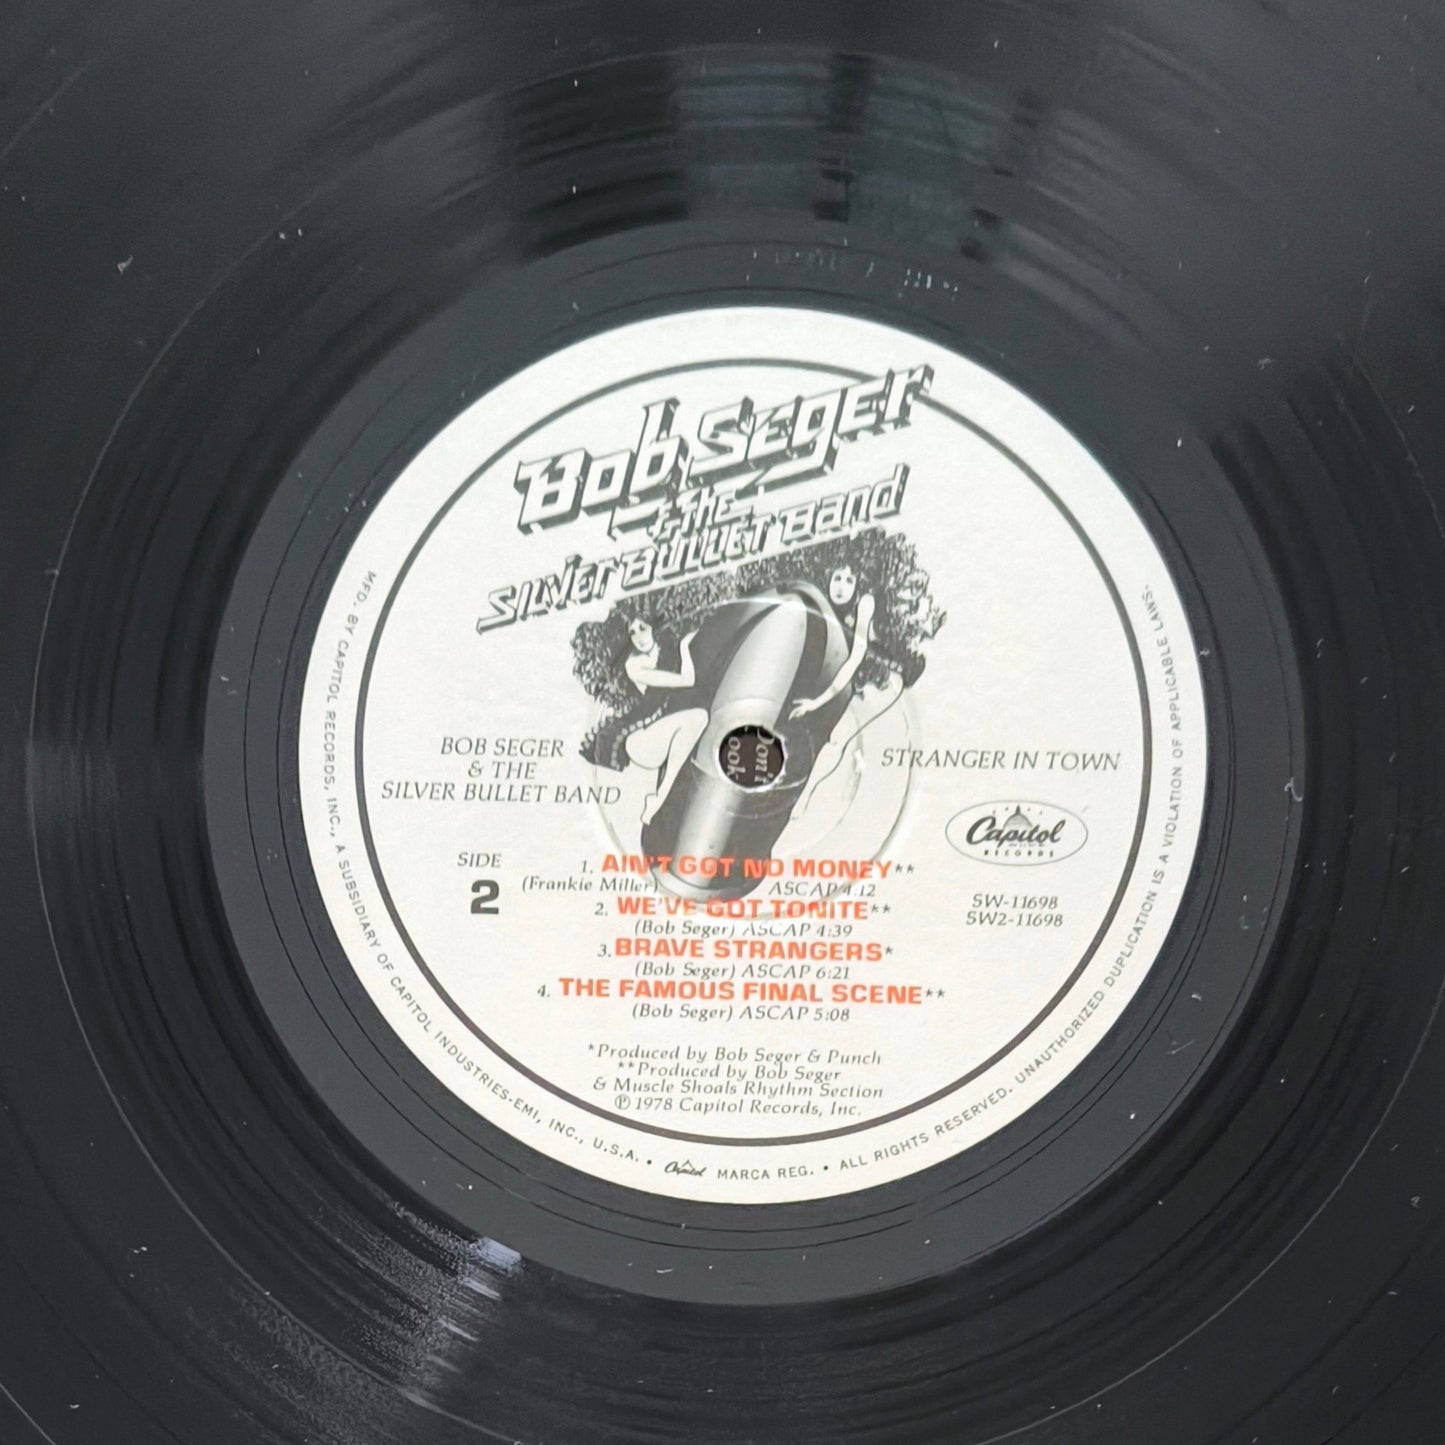 Bob Seger
& THE
SILVER BULLET BAND
BOB SEGER
& THE
SILVER BULLET BAND
STRANGER IN TOWN
Capitol
RECORDS
SW-11698
SW2-11698
SIDE
2
1. AIN'T GOT NO MONEY**
(Frankie Miller) ASCAP 4:12
2. WE'VE GOT TONITE**
(Bob Seger) ASCAP 4:39
3. BRAVE STRANGERS*
(Bob Seger) ASCAP 6:21
4. THE FAMOUS FINAL SCENE**
(Bob Seger) ASCAP 5:08
*Produced by Bob Seger & Punch
**Produced by Bob Seger
& Muscle Shoals Rhythm Section
℗ 1978 Capitol Records, Inc.
MFD. BY CAPITOL RECORDS, INC., A SUBSIDIARY OF CAPITOL INDUSTRIES-EMI, INC., U.S.A. • Capitol MARCA REG. • ALL RIGHTS RESERVED. UNAUTHORIZED DUPLICATION IS A VIOLATION OF APPLICABLE LAWS.